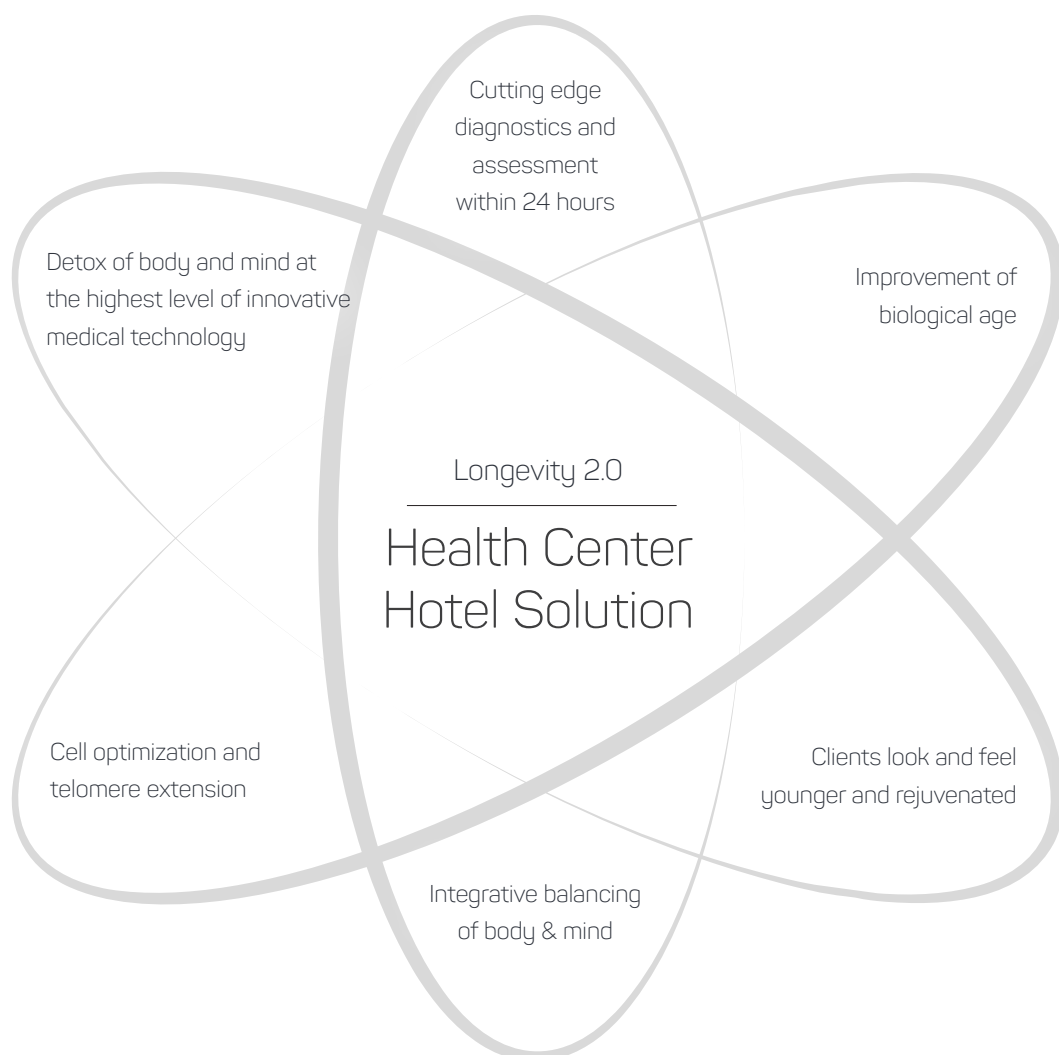 Cutting edge
diagnostics and
assessment
within 24 hours
Detox of body and mind at
the highest level of innovative
medical technology
Improvement of
biological age
Longevity 2.0
Health Center
Hotel Solution
Cell optimization and
telomere extension
Clients look and feel
younger and rejuvenated
Integrative balancing
of body & mind